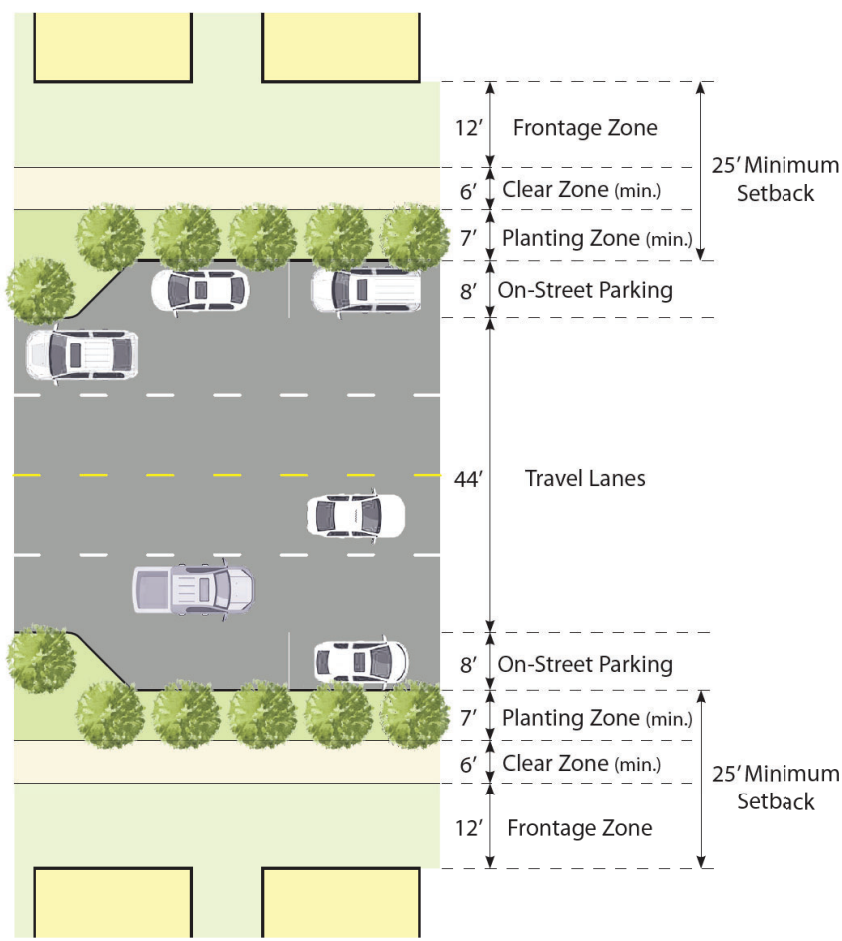 12’ Frontage Zone
25’ Minimum
Setback
6’ Clear Zone (min.)
7’ Planting Zone (min.)
8’ On-Street Parking
44’ Travel Lanes
8’ On-Street Parking
7’ Planting Zone (min.)
6’ Clear Zone (min.)
25’ Minimum
Setback
12’ Frontage Zone